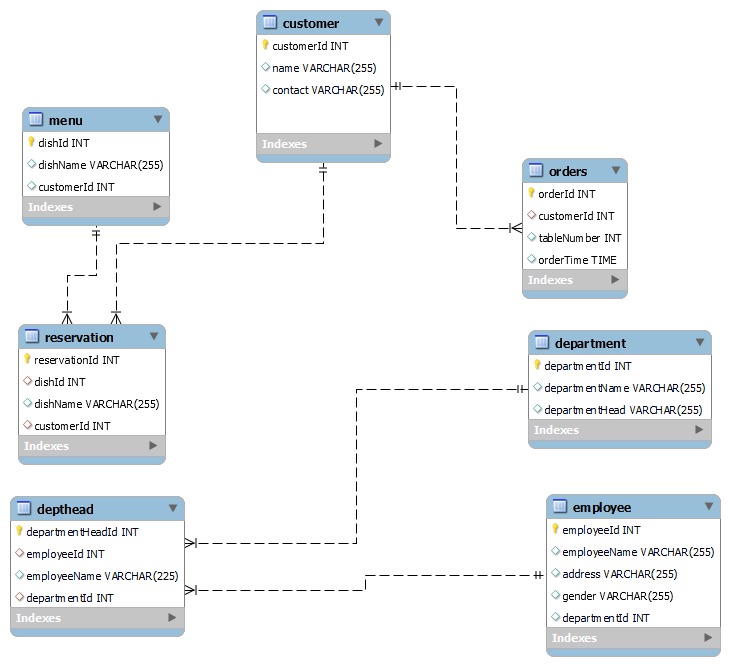 customer
customerId INT
name VARCHAR(255)
contact VARCHAR(255)
Indexes
menu
dishId INT
dishName VARCHAR(255)
customerId INT
Indexes
orders
orderId INT
customerId INT
tableNumber INT
orderTime TIME
Indexes
reservation
reservationId INT
dishId INT
dishName VARCHAR(255)
customerId INT
Indexes
department
departmentId INT
departmentName VARCHAR(255)
departmentHead VARCHAR(255)
Indexes
depthead
departmentHeadId INT
employeeId INT
employeeName VARCHAR(225)
departmentId INT
Indexes
employee
employeeId INT
employeeName VARCHAR(255)
address VARCHAR(255)
gender VARCHAR(255)
departmentId INT
Indexes